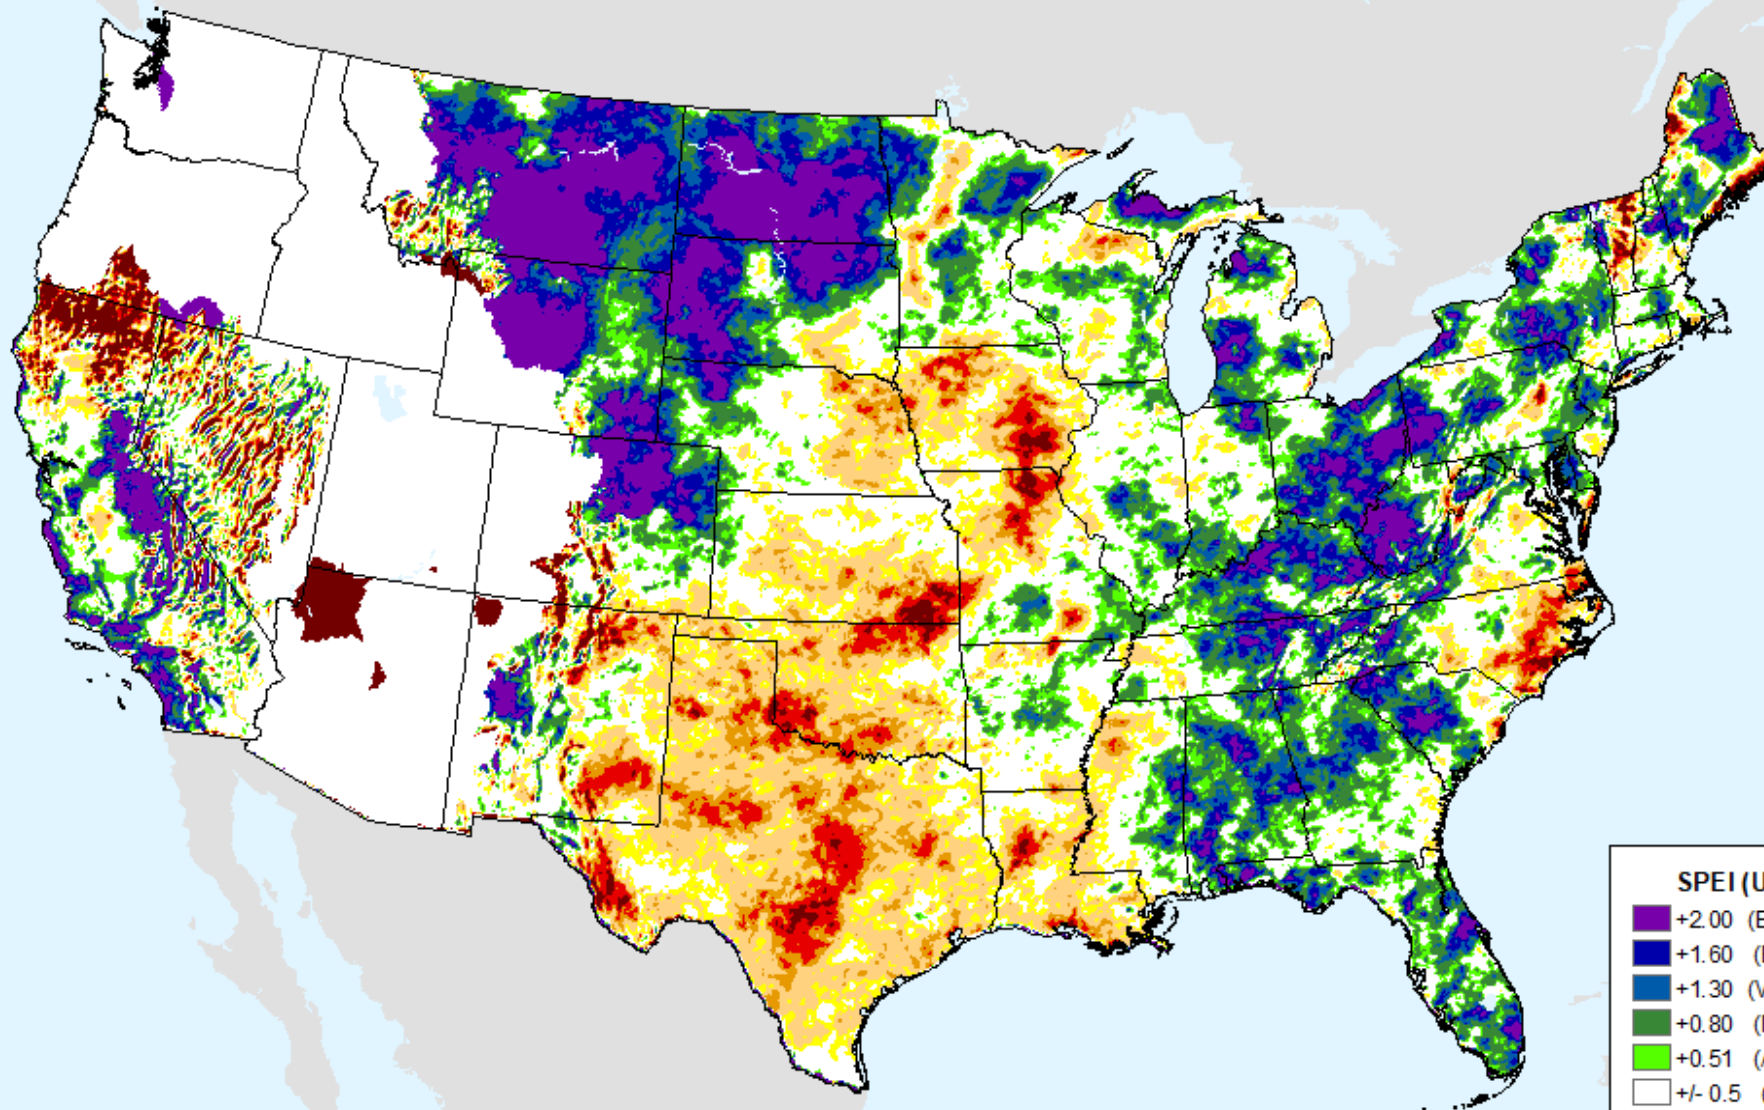 SPEI (U
+2.00 (E
+1.60 (
+1.30 (V
+0.80 (
+0.51 (
+/- 0.5 (